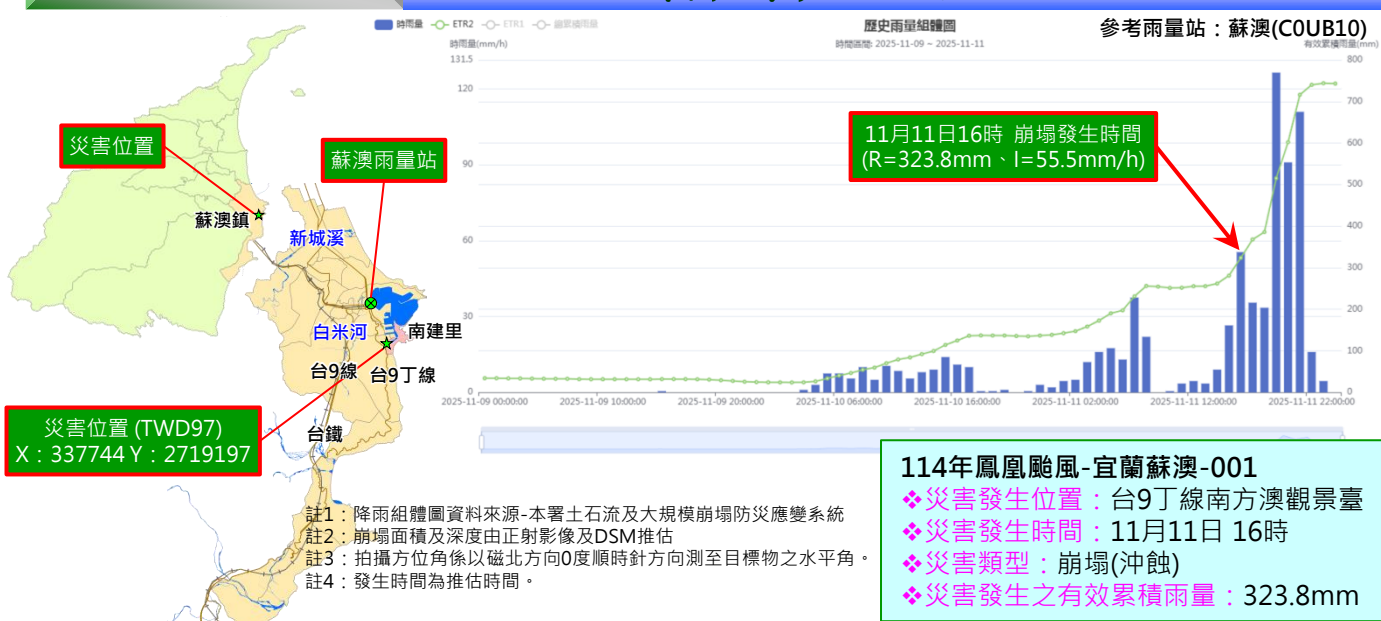 時雨量 ETR2 ETR1 總累積雨量
歷史雨量組體圖
時間區間: 2025-11-09 ~ 2025-11-11
參考雨量站：蘇澳(C0UB10)
時雨量(mm/h)
有效累積雨量(mm)
131.5
120
90
60
30
0
800
700
600
500
400
300
200
100
0
2025-11-09 00:00:00
2025-11-09 10:00:00
2025-11-09 20:00:00
2025-11-10 06:00:00
2025-11-10 16:00:00
2025-11-11 02:00:00
2025-11-11 12:00:00
2025-11-11 22:00:00
11月11日16時 崩塌發生時間
(R=323.8mm、I=55.5mm/h)
災害位置
蘇澳雨量站
蘇澳鎮
新城溪
白米河
南建里
台9線
台9丁線
台鐵
災害位置 (TWD97)
X：337744 Y：2719197
註1：降雨組體圖資料來源-本署土石流及大規模崩塌防災應變系統
註2：崩塌面積及深度由正射影像及DSM推估
註3：拍攝方位角係以磁北方向0度順時針方向測至目標物之水平角。
註4：發生時間為推估時間。
114年鳳凰颱風-宜蘭蘇澳-001
❖災害發生位置：台9丁線南方澳觀景臺
❖災害發生時間：11月11日 16時
❖災害類型：崩塌(沖蝕)
❖災害發生之有效累積雨量：323.8mm